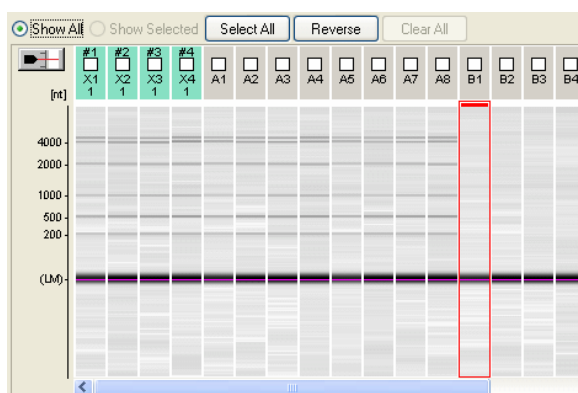 Show All Show Selected Select All Reverse Clear All
#1 #2 #3 #4
X1 X2 X3 X4 A1 A2 A3 A4 A5 A6 A7 A8 B1 B2 B3 B4
1 1 1 1
[nt]
4000
2000
1000
500
200
(LM)